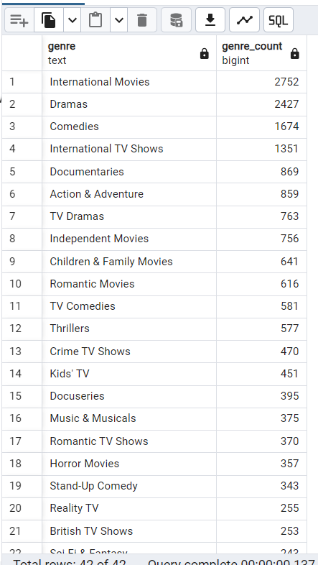 SQL
genre genre_count
text bigint
1 International Movies 2752
2 Dramas 2427
3 Comedies 1674
4 International TV Shows 1351
5 Documentaries 869
6 Action & Adventure 859
7 TV Dramas 763
8 Independent Movies 756
9 Children & Family Movies 641
10 Romantic Movies 616
11 TV Comedies 581
12 Thrillers 577
13 Crime TV Shows 470
14 Kids' TV 451
15 Docuseries 395
16 Music & Musicals 375
17 Romantic TV Shows 370
18 Horror Movies 357
19 Stand-Up Comedy 343
20 Reality TV 255
21 British TV Shows 253
22 Sci-Fi & Fantasy 243
Total rows: 42 of 42 Query complete 00:00:00.137